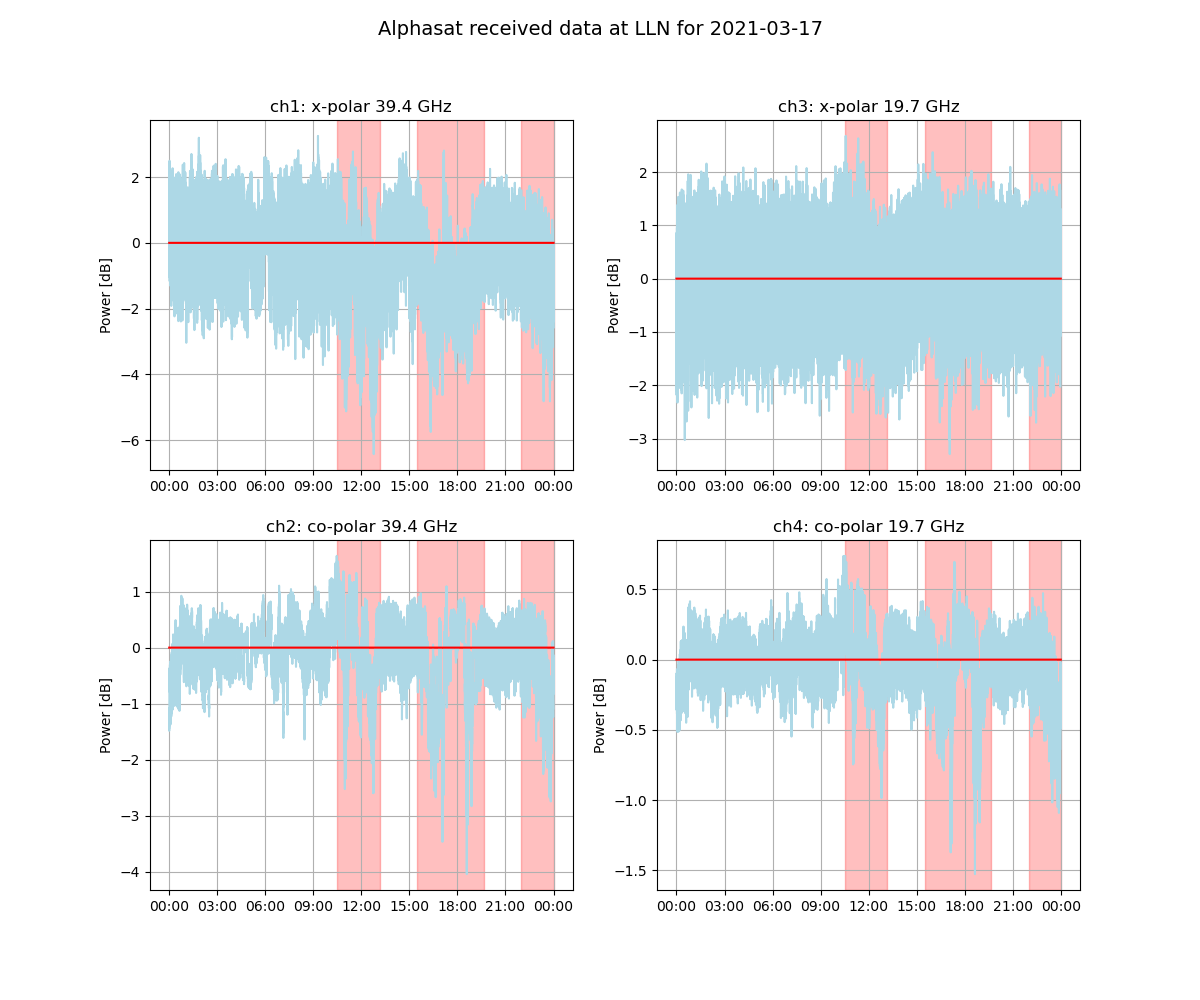 Alphasat received data at LLN for 2021-03-17
ch1: x-polar 39.4 GHz
Power [dB]
2
0
−2
−4
−6
00:00 03:00 06:00 09:00 12:00 15:00 18:00 21:00 00:00
ch3: x-polar 19.7 GHz
Power [dB]
2
1
0
−1
−2
−3
00:00 03:00 06:00 09:00 12:00 15:00 18:00 21:00 00:00
ch2: co-polar 39.4 GHz
Power [dB]
1
0
−1
−2
−3
−4
00:00 03:00 06:00 09:00 12:00 15:00 18:00 21:00 00:00
ch4: co-polar 19.7 GHz
Power [dB]
0.5
0.0
−0.5
−1.0
−1.5
00:00 03:00 06:00 09:00 12:00 15:00 18:00 21:00 00:00